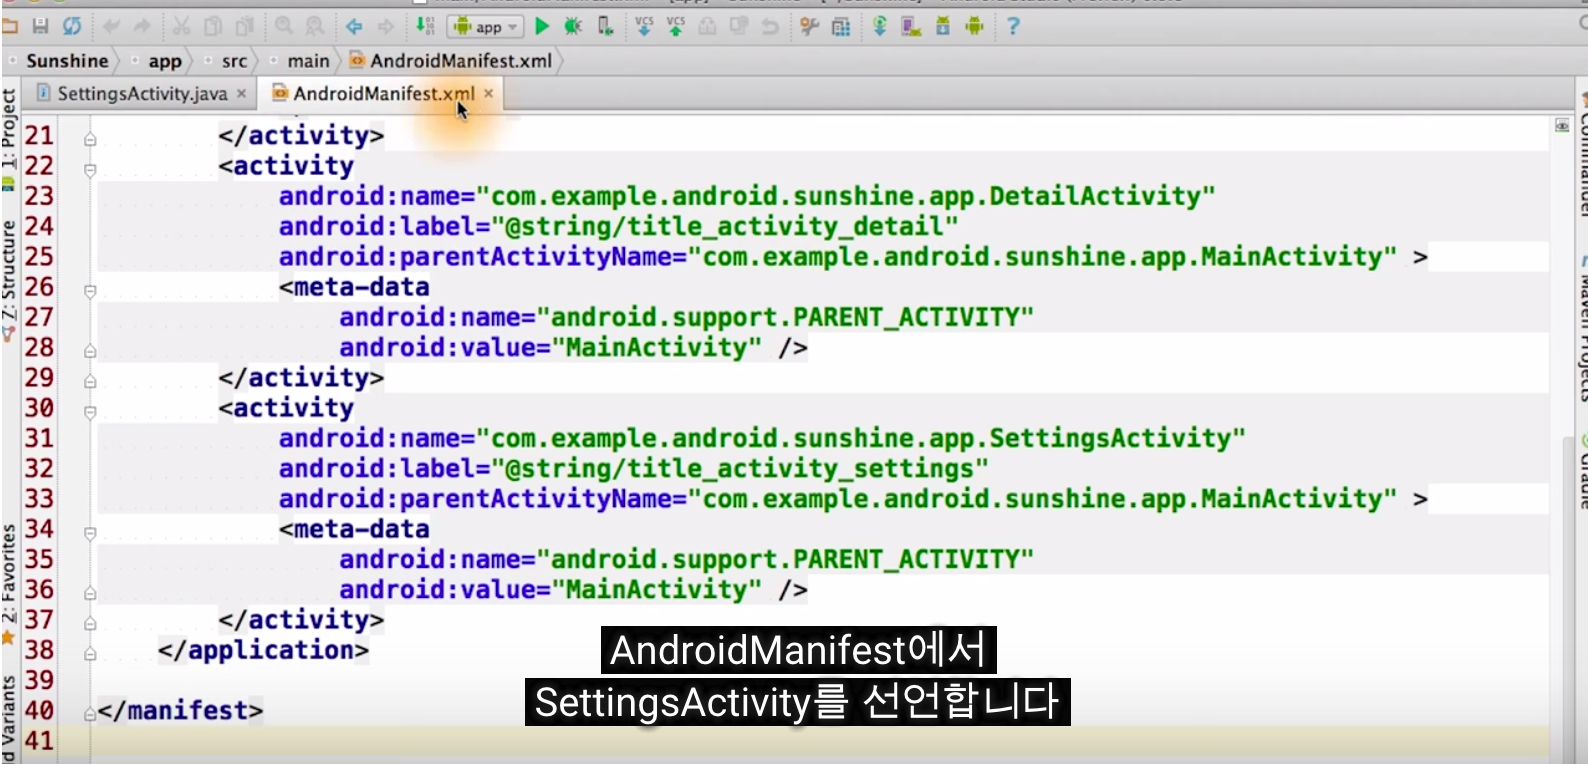 app
VCS VCS
?
Sunshine app src main AndroidManifest.xml
SettingsActivity.java × AndroidManifest.xml ×
1: Project
Z: Structure
2: Favorites
Variants
Commander
Maven Projects
Gradle
21 </activity>
22 <activity
23 android:name="com.example.android.sunshine.app.DetailActivity"
24 android:label="@string/title_activity_detail"
25 android:parentActivityName="com.example.android.sunshine.app.MainActivity" >
26 <meta-data
27 android:name="android.support.PARENT_ACTIVITY"
28 android:value="MainActivity" />
29 </activity>
30 <activity
31 android:name="com.example.android.sunshine.app.SettingsActivity"
32 android:label="@string/title_activity_settings"
33 android:parentActivityName="com.example.android.sunshine.app.MainActivity" >
34 <meta-data
35 android:name="android.support.PARENT_ACTIVITY"
36 android:value="MainActivity" />
37 </activity>
38 </application>
39
40 </manifest>
41
AndroidManifest에서
SettingsActivity를 선언합니다